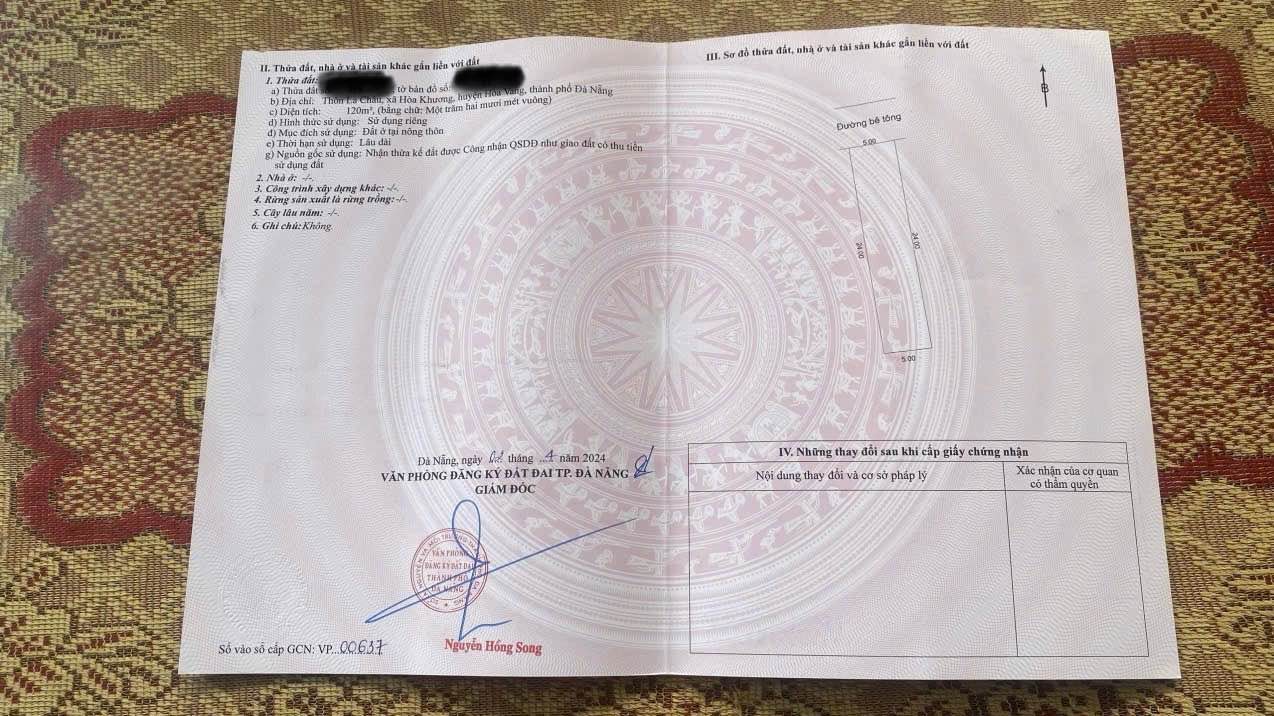 II. Thửa đất, nhà ở và tài sản khác gắn liền với đất
1. Thửa đất:
a) Thửa đất tờ bản đồ số:
b) Địa chỉ: Thôn La Châu, xã Hòa Khương, huyện Hòa Vang, thành phố Đà Nẵng
c) Diện tích: 120m², (bằng chữ: Một trăm hai mươi mét vuông)
d) Hình thức sử dụng: Sử dụng riêng
đ) Mục đích sử dụng: Đất ở tại nông thôn
e) Thời hạn sử dụng: Lâu dài
g) Nguồn gốc sử dụng: Nhận thừa kế đất được Công nhận QSDĐ như giao đất có thu tiền
sử dụng đất
2. Nhà ở: -/-.
3. Công trình xây dựng khác: -/-.
4. Rừng sản xuất là rừng trồng: -/-.
5. Cây lâu năm: -/-.
6. Ghi chú: Không.
Đà Nẵng, ngày tháng năm 2024
VĂN PHÒNG ĐĂNG KÝ ĐẤT ĐAI TP. ĐÀ NẴNG
GIÁM ĐỐC
VĂN PHÒNG
ĐĂNG KÝ ĐẤT ĐAI
THÀNH PHỐ
ĐÀ NẴNG
Nguyễn Hồng Song
Số vào sổ cấp GCN: VP...00637
III. Sơ đồ thửa đất, nhà ở và tài sản khác gắn liền với đất
B
Đường bê tông
5.00
24.00
24.00
5.00
IV. Những thay đổi sau khi cấp giấy chứng nhận
Nội dung thay đổi và cơ sở pháp lý
Xác nhận của cơ quan
có thẩm quyền